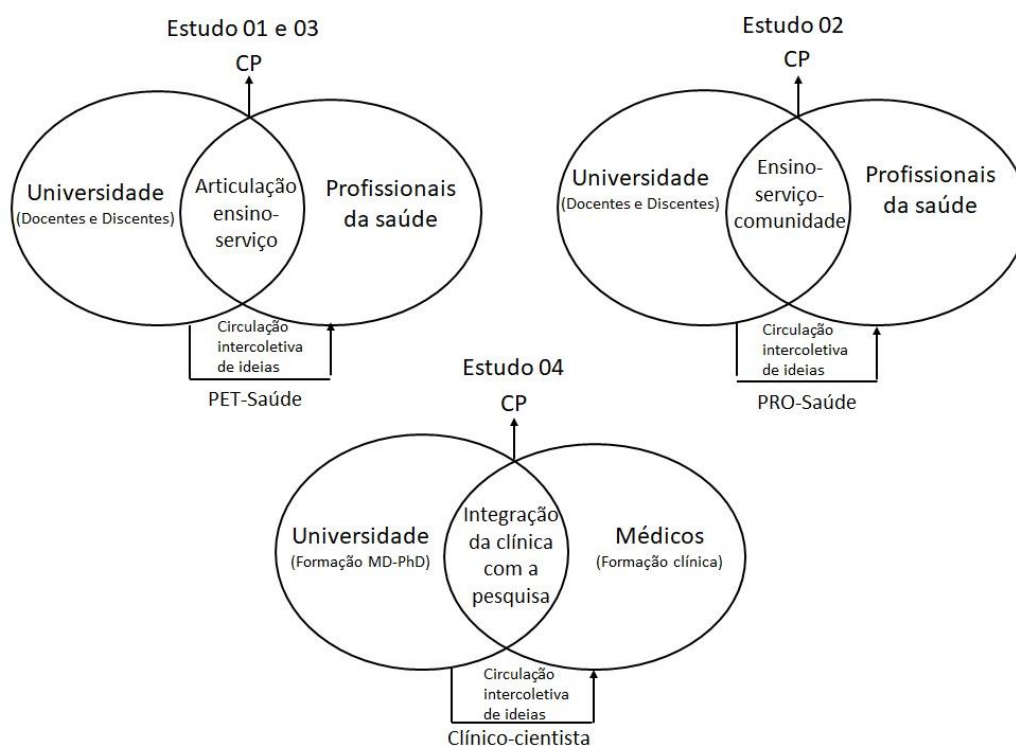 Estudo 01 e 03
CP
Universidade
(Docentes e Discentes)
Articulação
ensino-
serviço
Profissionais
da saúde
Circulação
intercoletiva
de ideias
PET-Saúde
Estudo 02
CP
Universidade
(Docentes e Discentes)
Ensino-
serviço-
comunidade
Profissionais
da saúde
Circulação
intercoletiva
de ideias
PRO-Saúde
Estudo 04
CP
Universidade
(Formação MD-PhD)
Integração
da clínica
com a
pesquisa
Médicos
(Formação clínica)
Circulação
intercoletiva
de ideias
Clínico-cientista